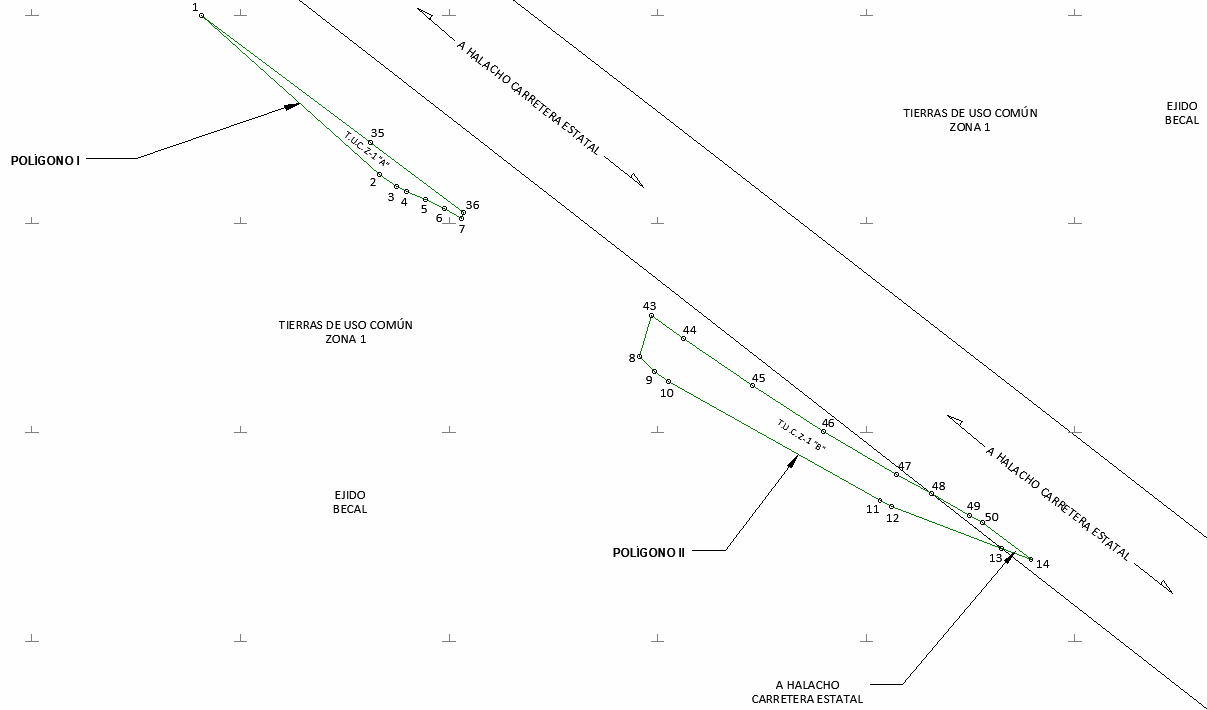 1
A HALACHO CARRETERA ESTATAL
TIERRAS DE USO COMÚN
ZONA 1
EJIDO
BECAL
POLÍGONO I
35
T.U.C. Z-1 "A"
2
3
4
5
6
7
36
TIERRAS DE USO COMÚN
ZONA 1
43
44
8
9
10
45
46
T.U.C. Z-1 "B"
47
48
49
50
11
12
13
14
A HALACHO CARRETERA ESTATAL
EJIDO
BECAL
POLÍGONO II
A HALACHO
CARRETERA ESTATAL